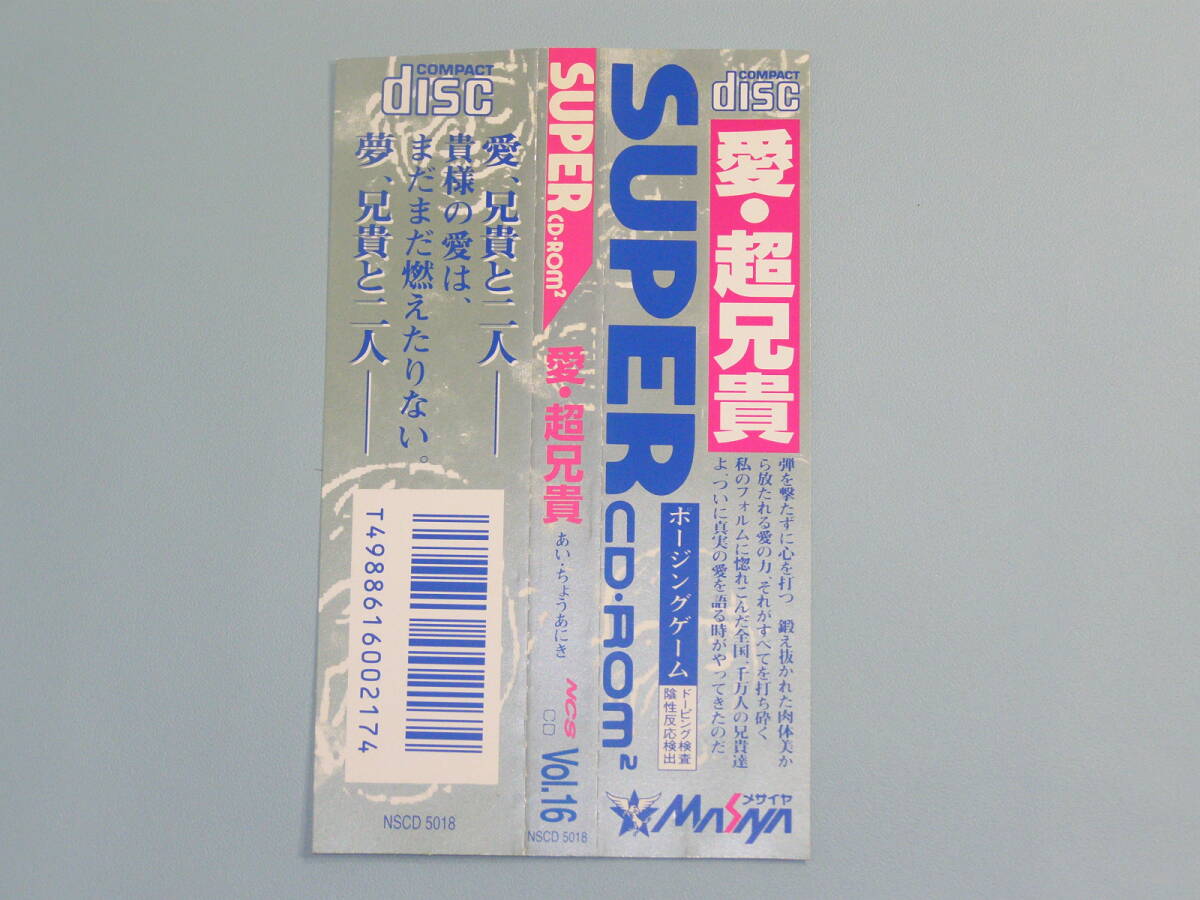 COMPACT
disc
愛、兄貴と二人――
貴様の愛は、
まだまだ燃えたりない。
夢、兄貴と二人――
T4988616002174
NSCD 5018
SUPER CD・ROM²
愛・超兄貴
あい・ちょうあにき
NCS
CD
Vol.16
NSCD 5018
SUPER CD・ROM²
COMPACT
disc
愛・超兄貴
弾を撃たずに心を打つ 鍛え抜かれた肉体美か
ら放たれる愛の力、それがすべてを打ち砕く
私のフォルムに惚れこんだ全国一千万人の兄貴達
よ、ついに真実の愛を語る時がやってきたのだ
ポージングゲーム
ドーピング検査
陰性反応検出
メサイヤ
MASAYA